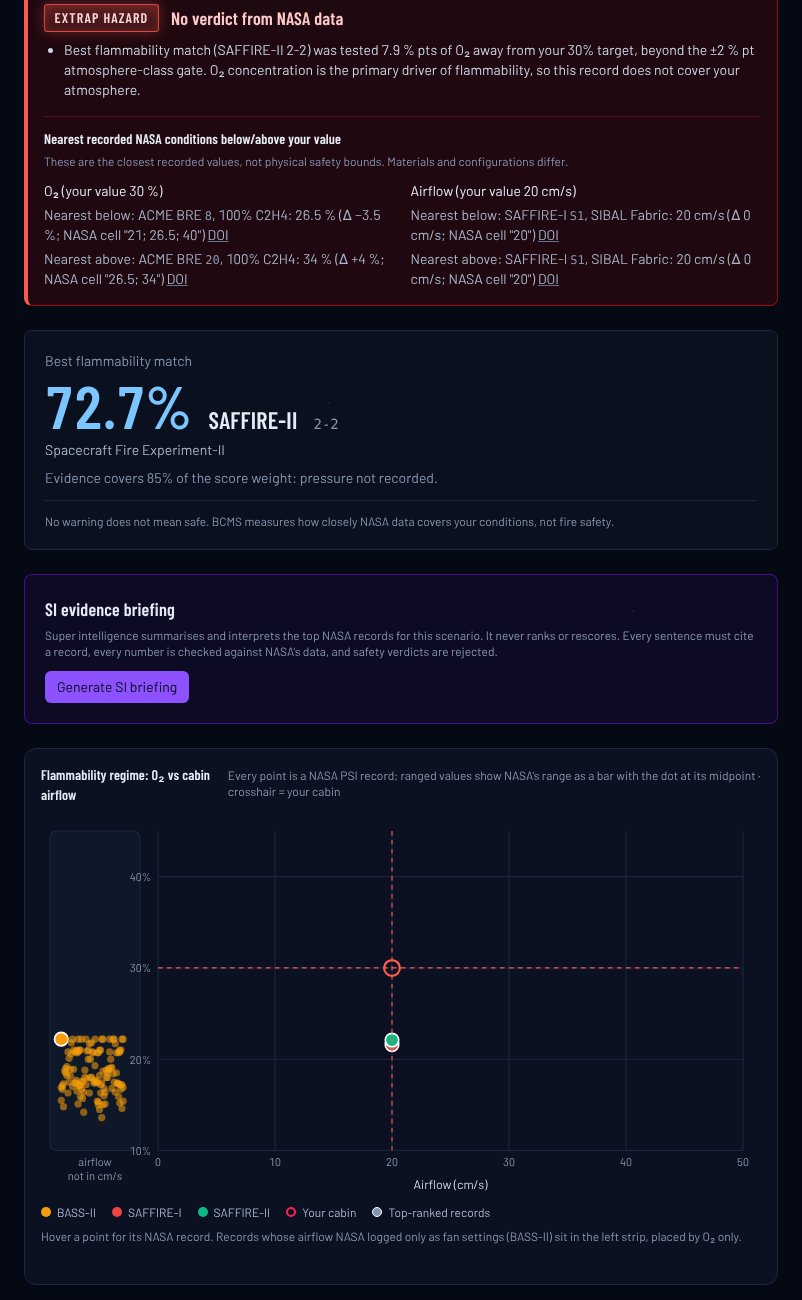 EXTRAP HAZARD No verdict from NASA data
• Best flammability match (SAFFIRE-II 2-2) was tested 7.9 % pts of O₂ away from your 30% target, beyond the ±2 % pt
atmosphere-class gate. O₂ concentration is the primary driver of flammability, so this record does not cover your
atmosphere.
Nearest recorded NASA conditions below/above your value
These are the closest recorded values, not physical safety bounds. Materials and configurations differ.
O₂ (your value 30 %)
Nearest below: ACME BRE 8, 100% C2H4: 26.5 % (Δ −3.5
%; NASA cell "21; 26.5; 40") DOI
Nearest above: ACME BRE 20, 100% C2H4: 34 % (Δ +4 %;
NASA cell "26.5; 34") DOI
Airflow (your value 20 cm/s)
Nearest below: SAFFIRE-I S1, SIBAL Fabric: 20 cm/s (Δ 0
cm/s; NASA cell "20") DOI
Nearest above: SAFFIRE-I S1, SIBAL Fabric: 20 cm/s (Δ 0
cm/s; NASA cell "20") DOI
Best flammability match
72.7% SAFFIRE-II 2-2
Spacecraft Fire Experiment-II
Evidence covers 85% of the score weight: pressure not recorded.
No warning does not mean safe. BCMS measures how closely NASA data covers your conditions, not fire safety.
SI evidence briefing
Super intelligence summarises and interprets the top NASA records for this scenario. It never ranks or rescores. Every sentence must cite
a record, every number is checked against NASA's data, and safety verdicts are rejected.
Generate SI briefing
Flammability regime: O₂ vs cabin
airflow
Every point is a NASA PSI record; ranged values show NASA's range as a bar with the dot at its midpoint ·
crosshair = your cabin
40%
30%
20%
10%
airflow
not in cm/s
0 10 20 30 40 50
Airflow (cm/s)
BASS-II SAFFIRE-I SAFFIRE-II Your cabin Top-ranked records
Hover a point for its NASA record. Records whose airflow NASA logged only as fan settings (BASS-II) sit in the left strip, placed by O₂ only.